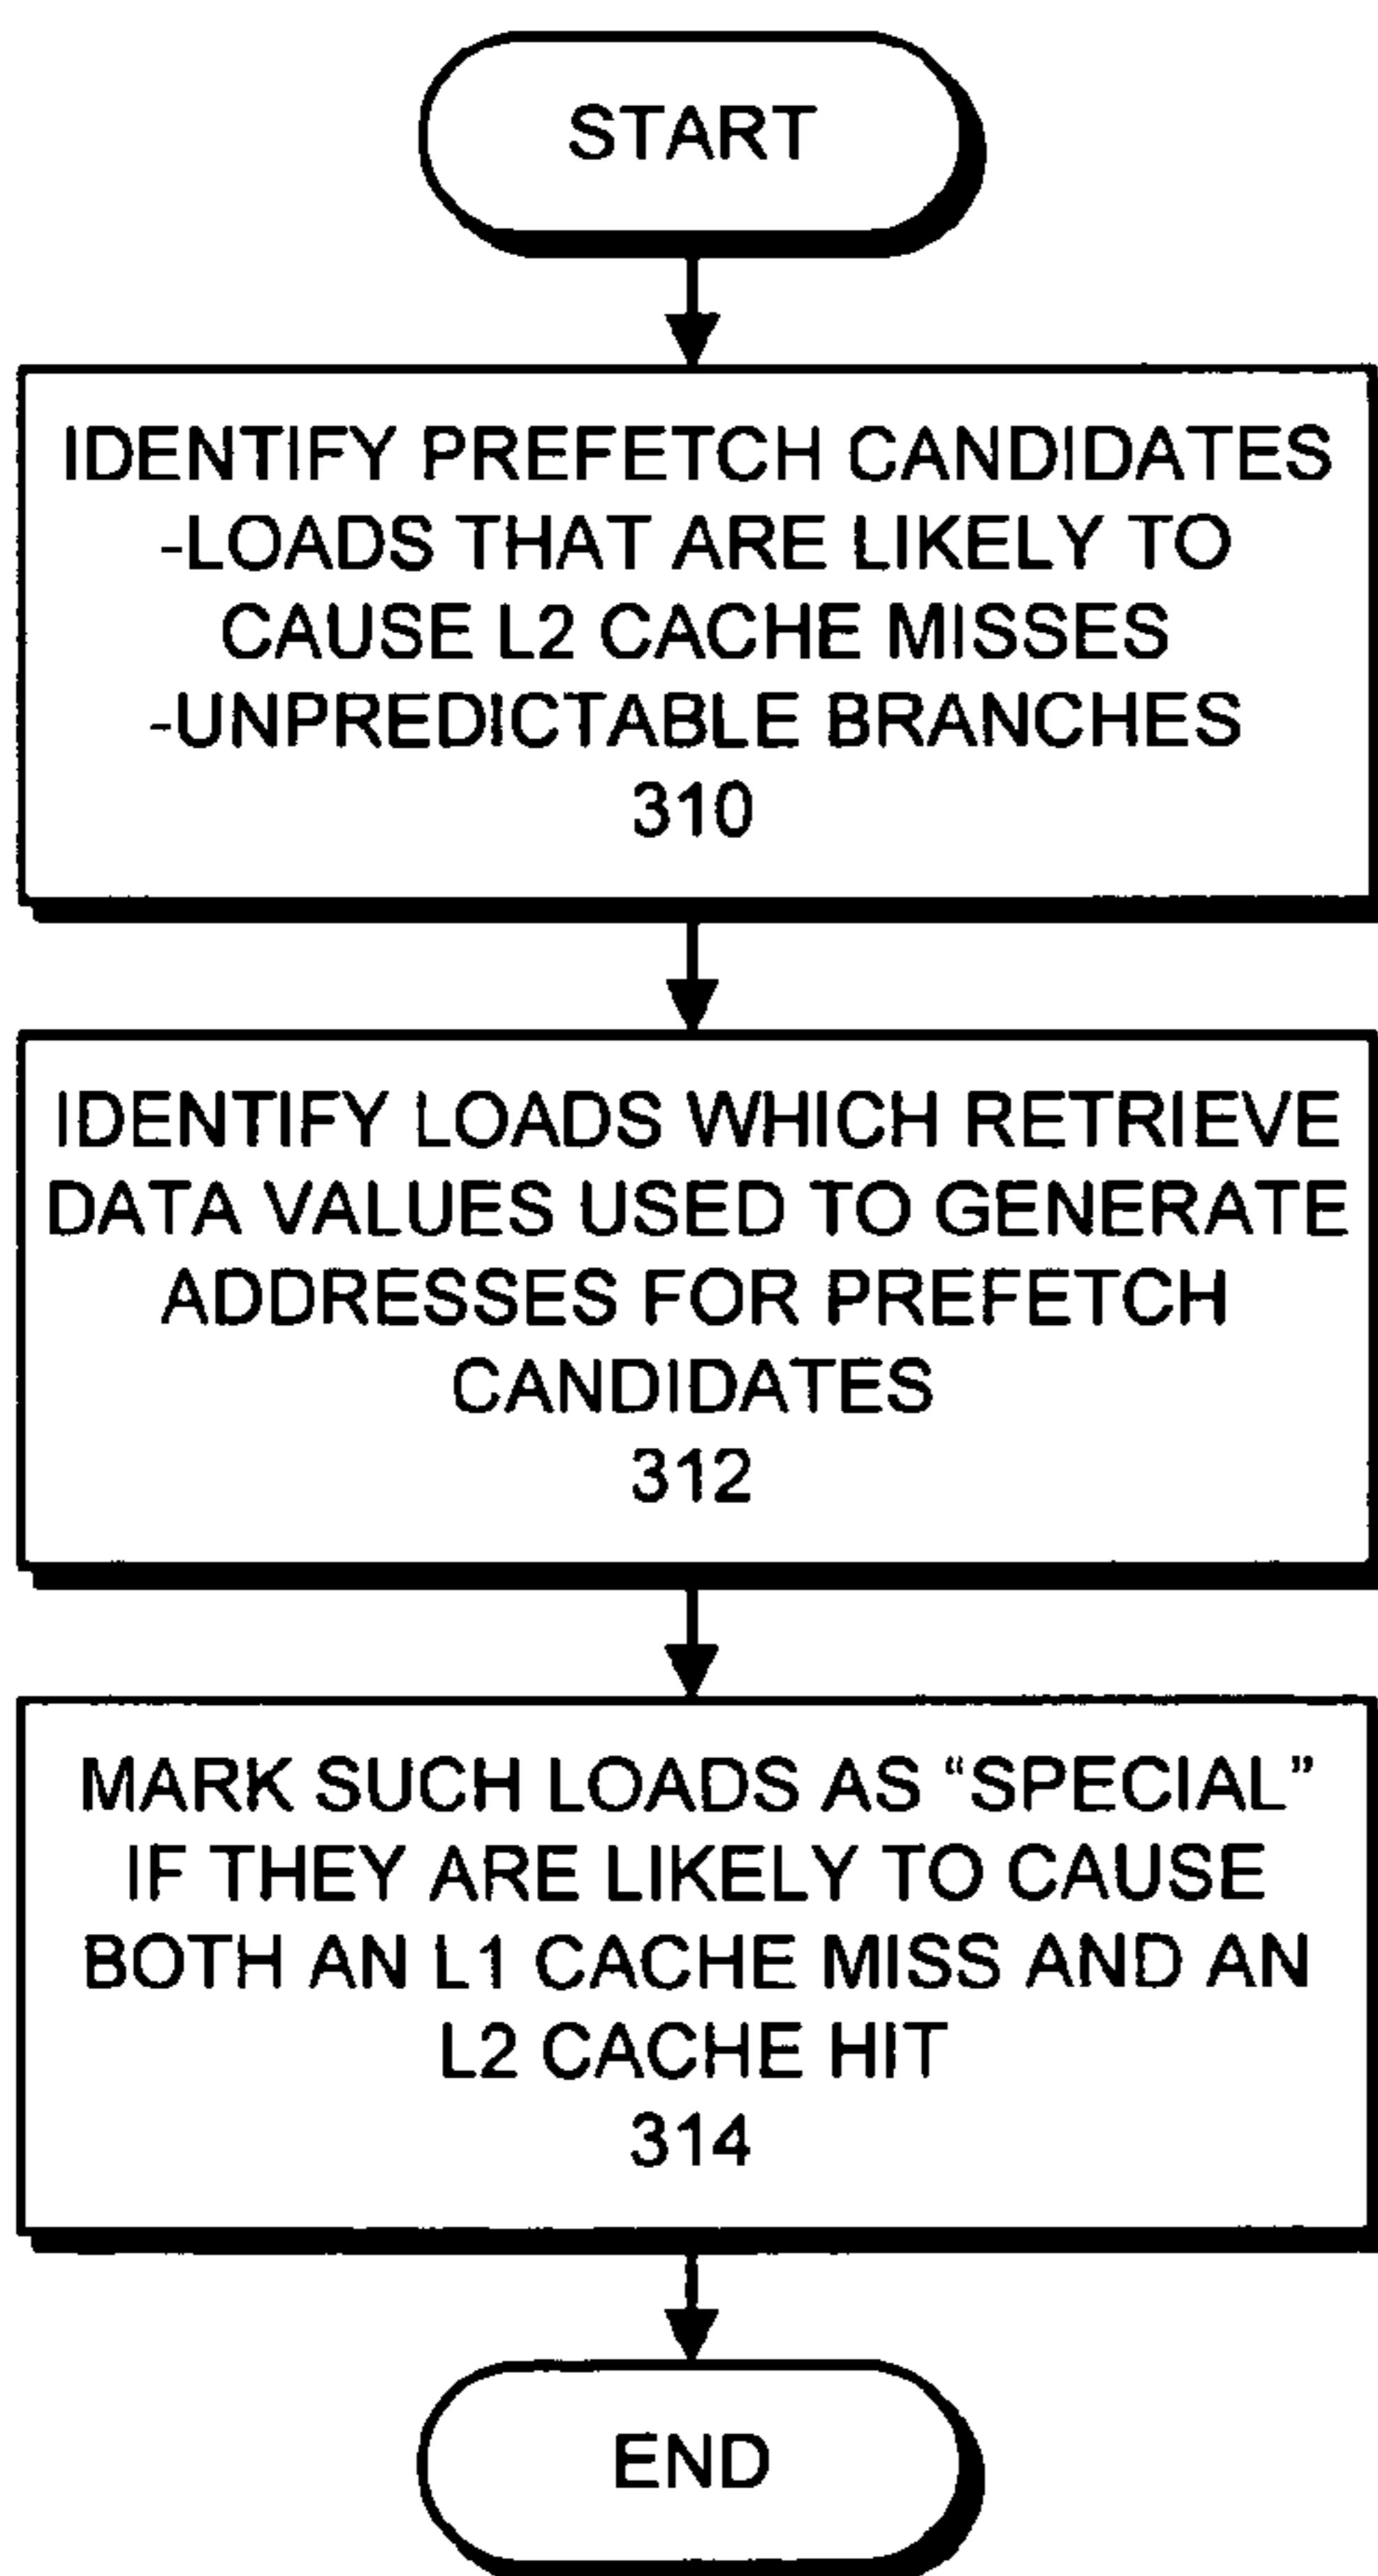 START
IDENTIFY PREFETCH CANDIDATES
-LOADS THAT ARE LIKELY TO
CAUSE L2 CACHE MISSES
-UNPREDICTABLE BRANCHES
310
IDENTIFY LOADS WHICH RETRIEVE
DATA VALUES USED TO GENERATE
ADDRESSES FOR PREFETCH
CANDIDATES
312
MARK SUCH LOADS AS “SPECIAL”
IF THEY ARE LIKELY TO CAUSE
BOTH AN L1 CACHE MISS AND AN
L2 CACHE HIT
314
END